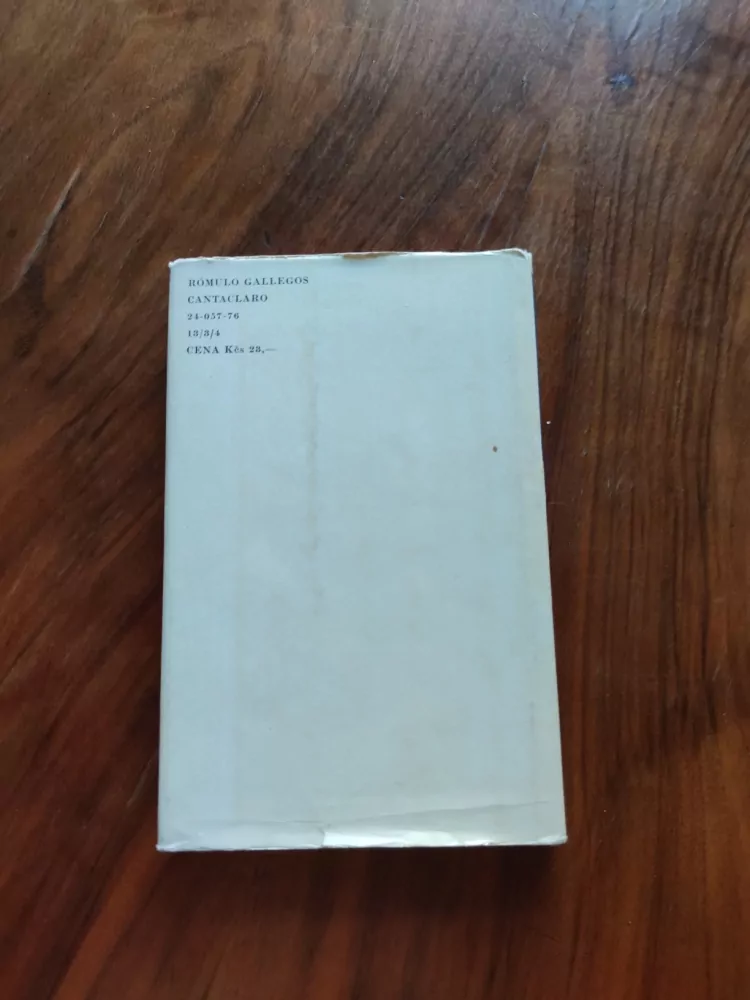 RÓMULO GALLEGOS
CANTACLARO
24-057-76
13/3/4
CENA Kčs 23,—